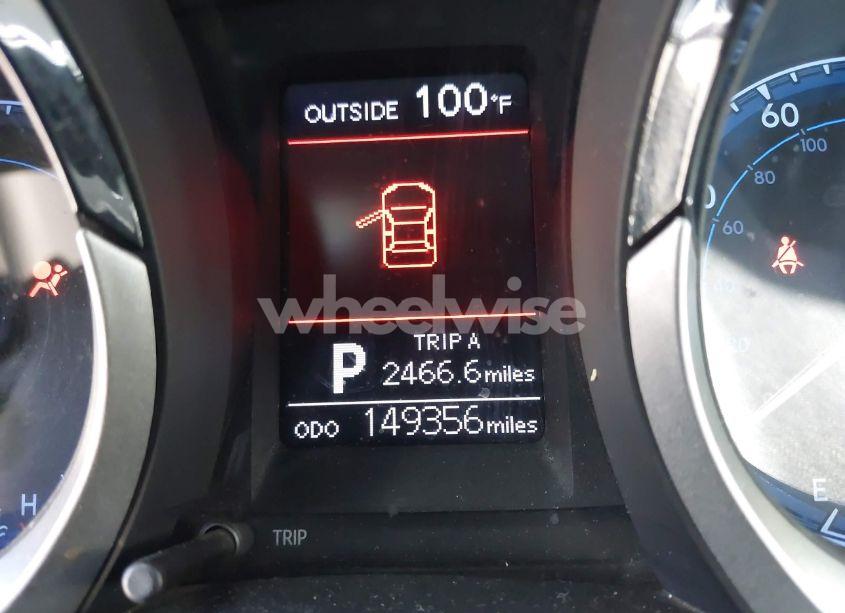 OUTSIDE 100°F
60
100
80
60
wheelwise
TRIP A
P 2466.6 miles
ODO 149356 miles
H
E
TRIP